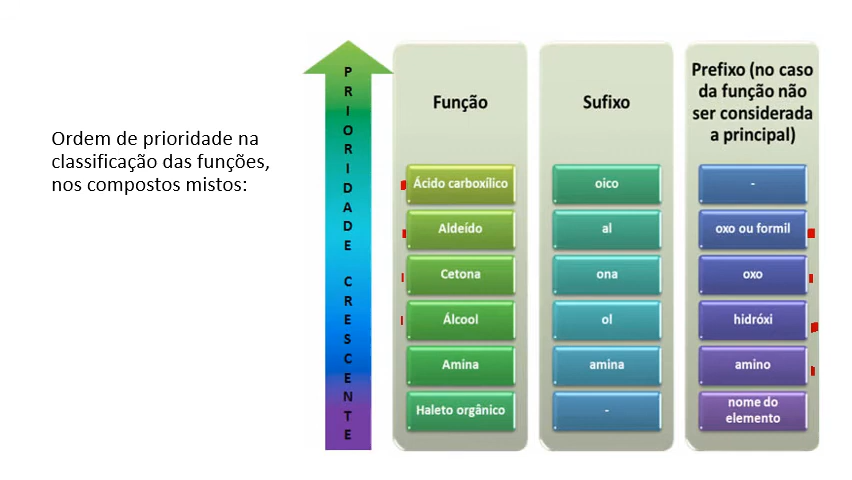 Ordem de prioridade na
classificação das funções,
nos compostos mistos:
PRIORIDADE CRESCENTE
Função
Sufixo
Prefixo (no caso
da função não
ser considerada
a principal)
Ácido carboxílico
oico
-
Aldeído
al
oxo ou formil
Cetona
ona
oxo
Álcool
ol
hidróxi
Amina
amina
amino
Haleto orgânico
-
nome do
elemento